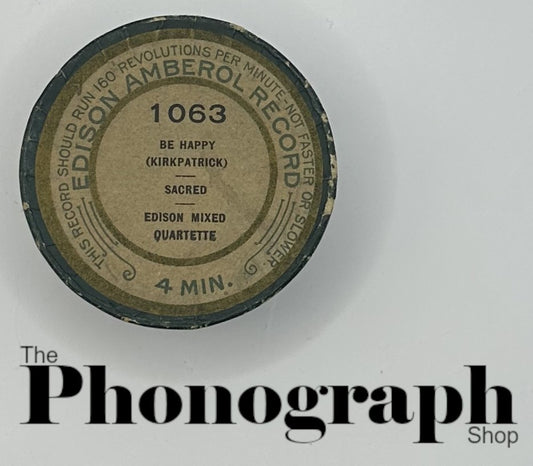 THIS RECORD SHOULD RUN 160 REVOLUTIONS PER MINUTE-NOT FASTER OR SLOWER.
EDISON AMBEROL RECORD
1063
BE HAPPY
(KIRKPATRICK)
SACRED
EDISON MIXED
QUARTETTE
4 MIN.
The
Phonograph
Shop